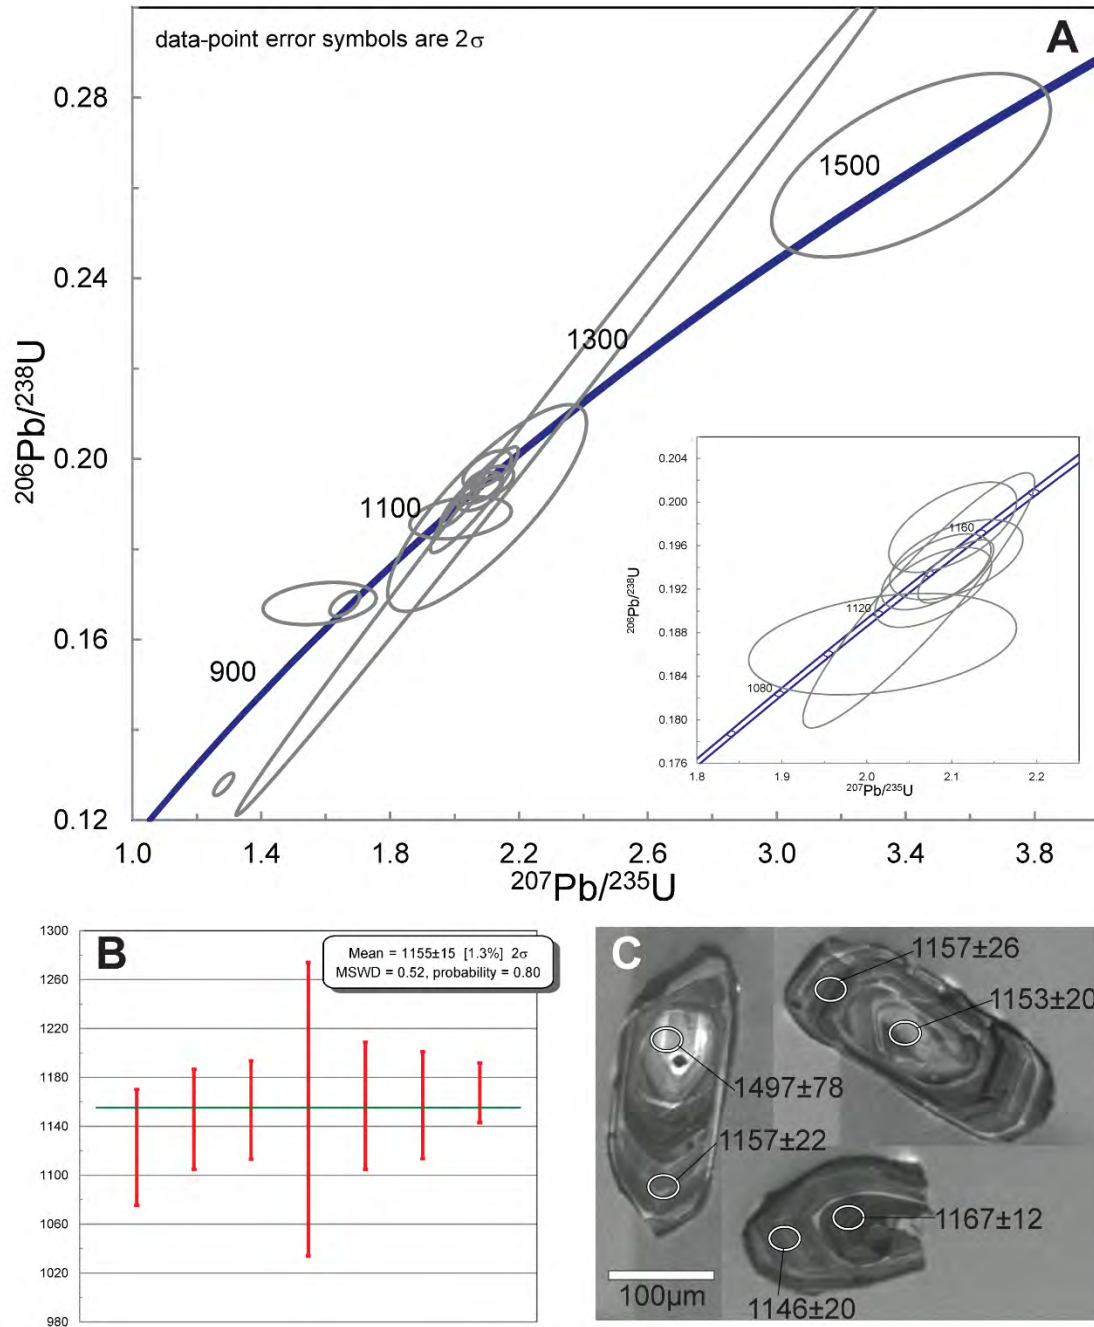 data-point error symbols are 2σ
A
0.28
0.24
0.20
0.16
0.12
206Pb/238U
1500
1300
1100
900
1.0 1.4 1.8 2.2 2.6 3.0 3.4 3.8
207Pb/235U
0.204
0.200
0.196
0.192
0.188
0.184
0.180
0.176
206Pb/238U
1160
1120
1080
1.8 1.9 2.0 2.1 2.2
207Pb/235U
B
Mean = 1155±15 [1.3%] 2σ
MSWD = 0.52, probability = 0.80
1300
1260
1220
1180
1140
1100
1060
1020
980
C
1157±26
1153±20
1497±78
1157±22
1167±12
1146±20
100μm